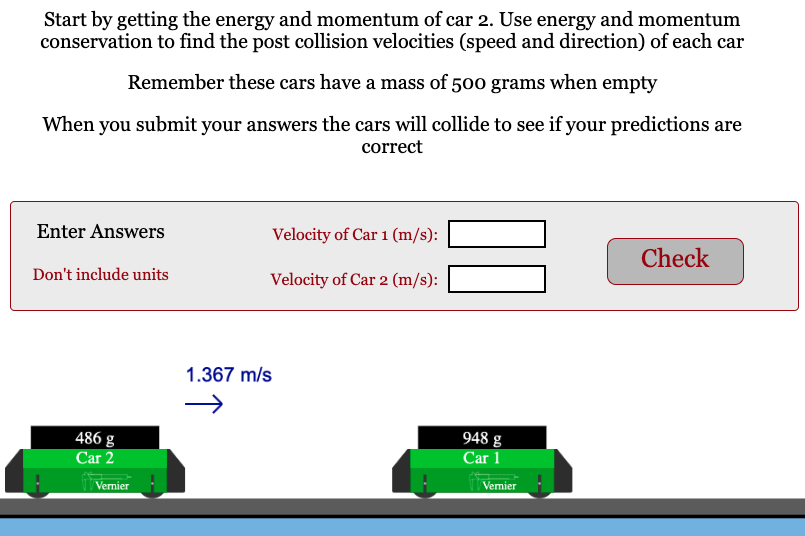 Start by getting the energy and momentum of car 2. Use energy and momentum
conservation to find the post collision velocities (speed and direction) of each car
Remember these cars have a mass of 500 grams when empty
When you submit your answers the cars will collide to see if your predictions are
correct
Enter Answers
Velocity of Car 1 (m/s):
Check
Don't include units
Velocity of Car 2 (m/s):
1.367 m/s
486 g
Car 2
Vernier
948 g
Car 1
Vernier